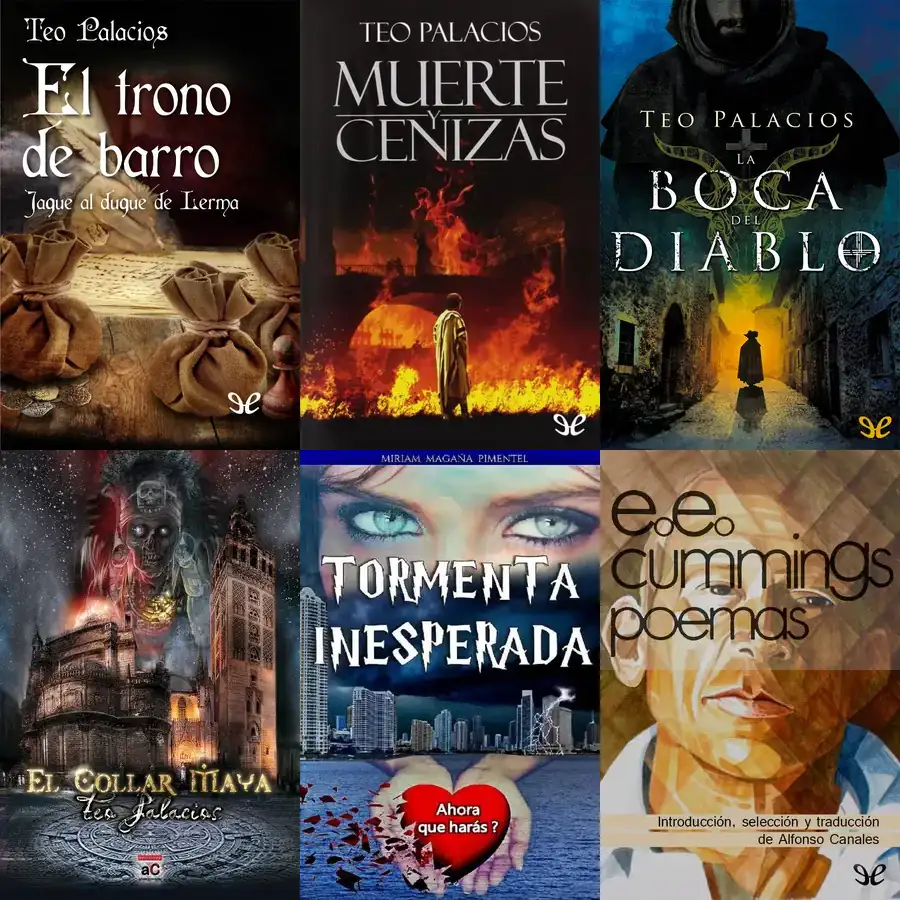 Teo Palacios
El trono
de barro
Jaque al duque de Lerma
TEO PALACIOS
MUERTE
Y
CENIZAS
TEO PALACIOS
LA
BOCA
DEL
DIABLO
EL COLLAR MAYA
Teo Palacios
aC
MIRIAM MAGAÑA PIMENTEL
TORMENTA
INESPERADA
Ahora
que harás ?
e.e.
cummings
poemas
Introducción, selección y traducción
de Alfonso Canales